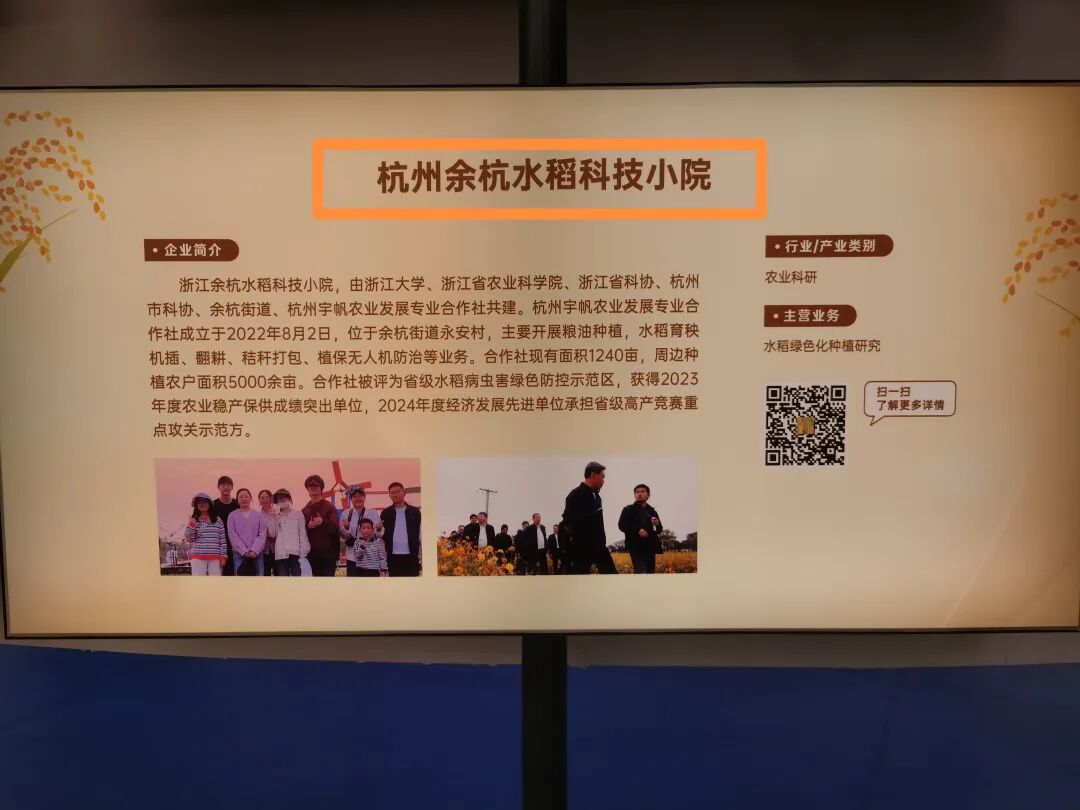 杭州余杭水稻科技小院
• 企业简介
浙江余杭水稻科技小院，由浙江大学、浙江省农业科学院、浙江省科协、杭州
市科协、余杭街道、杭州宇帆农业发展专业合作社共建。杭州宇帆农业发展专业合
作社成立于2022年8月2日，位于余杭街道永安村，主要开展粮油种植，水稻育秧
机插、翻耕、秸秆打包、植保无人机防治等业务。合作社现有面积1240亩，周边种
植农户面积5000余亩。合作社被评为省级水稻病虫害绿色防控示范区，获得2023
年度农业稳产保供成绩突出单位，2024年度经济发展先进单位承担省级高产竞赛重
点攻关示范方。
• 行业/产业类别
农业科研
• 主营业务
水稻绿色化种植研究
扫一扫
了解更多详情